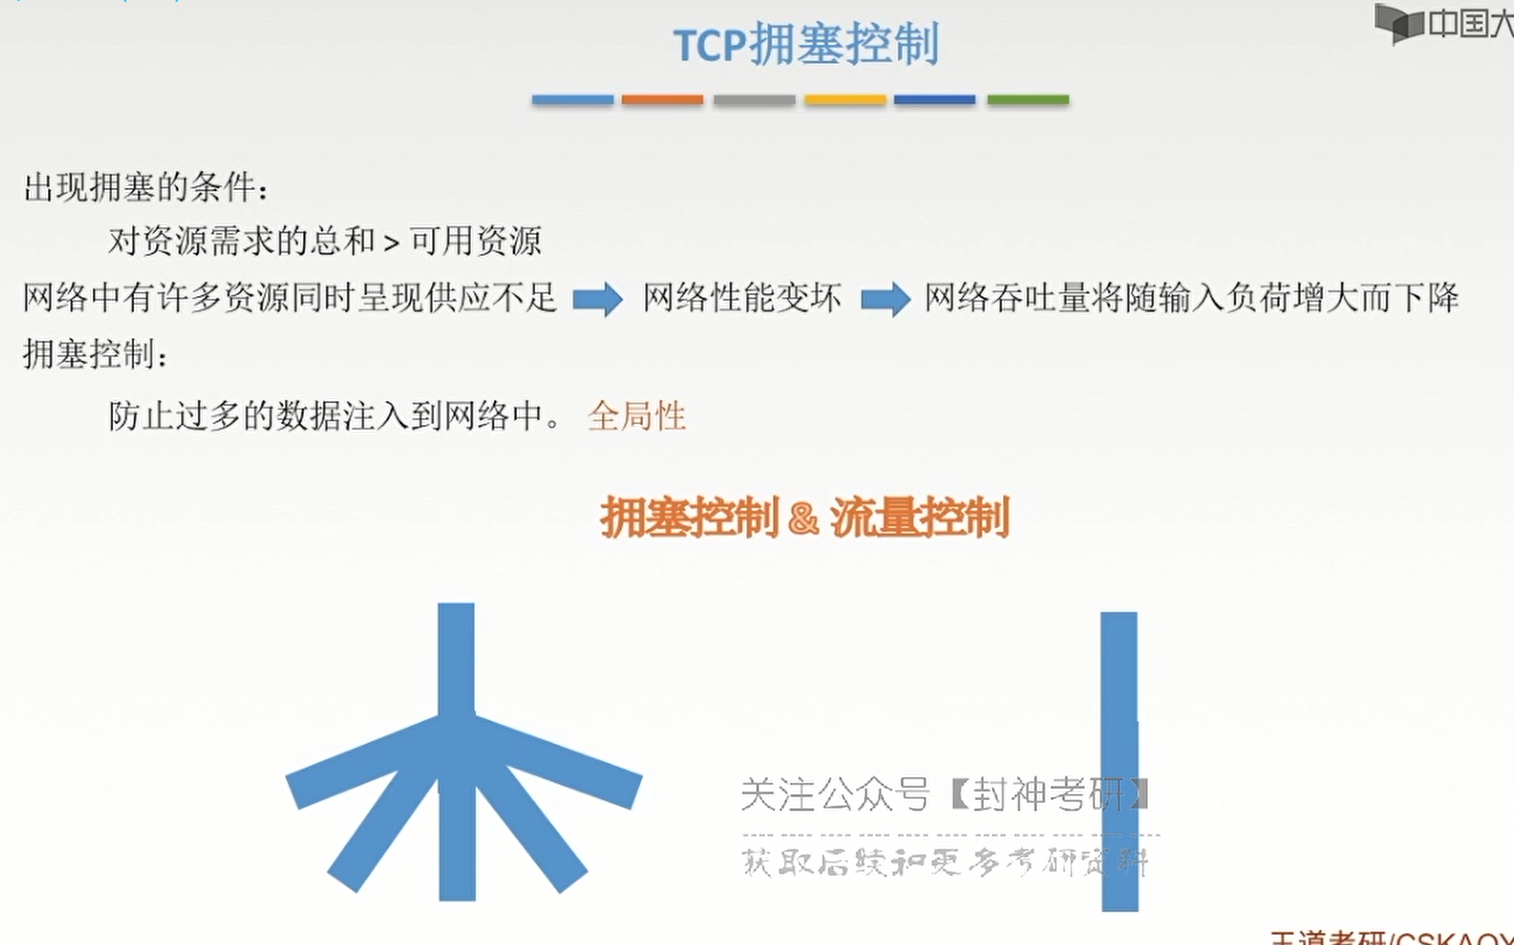 中国大
TCP拥塞控制
出现拥塞的条件：
对资源需求的总和 > 可用资源
网络中有许多资源同时呈现供应不足 网络性能变坏 网络吞吐量将随输入负荷增大而下降
拥塞控制：
防止过多的数据注入到网络中。 全局性
拥塞控制 & 流量控制
关注公众号【封神考研】
获取后续和更多考研资料
王道考研/CSKAOY